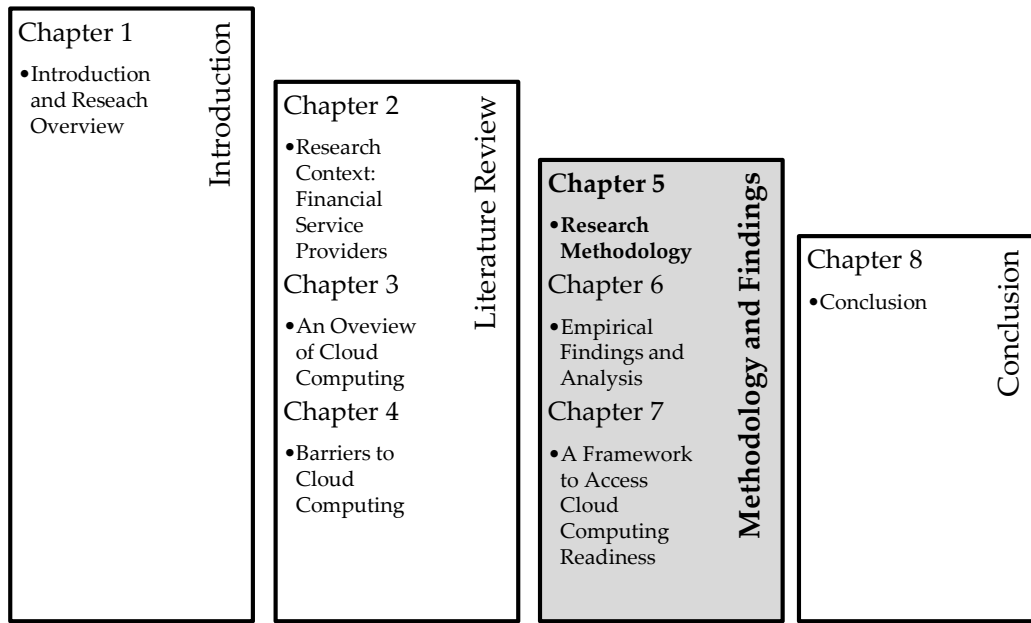 Chapter 1
•Introduction
and Reseach
Overview
Introduction
Chapter 2
•Research
Context:
Financial
Service
Providers
Chapter 3
•An Oveview
of Cloud
Computing
Chapter 4
•Barriers to
Cloud
Computing
Literature Review
Chapter 5
•Research
Methodology
Chapter 6
•Empirical
Findings and
Analysis
Chapter 7
•A Framework
to Access
Cloud
Computing
Readiness
Methodology and Findings
Chapter 8
•Conclusion
Conclusion